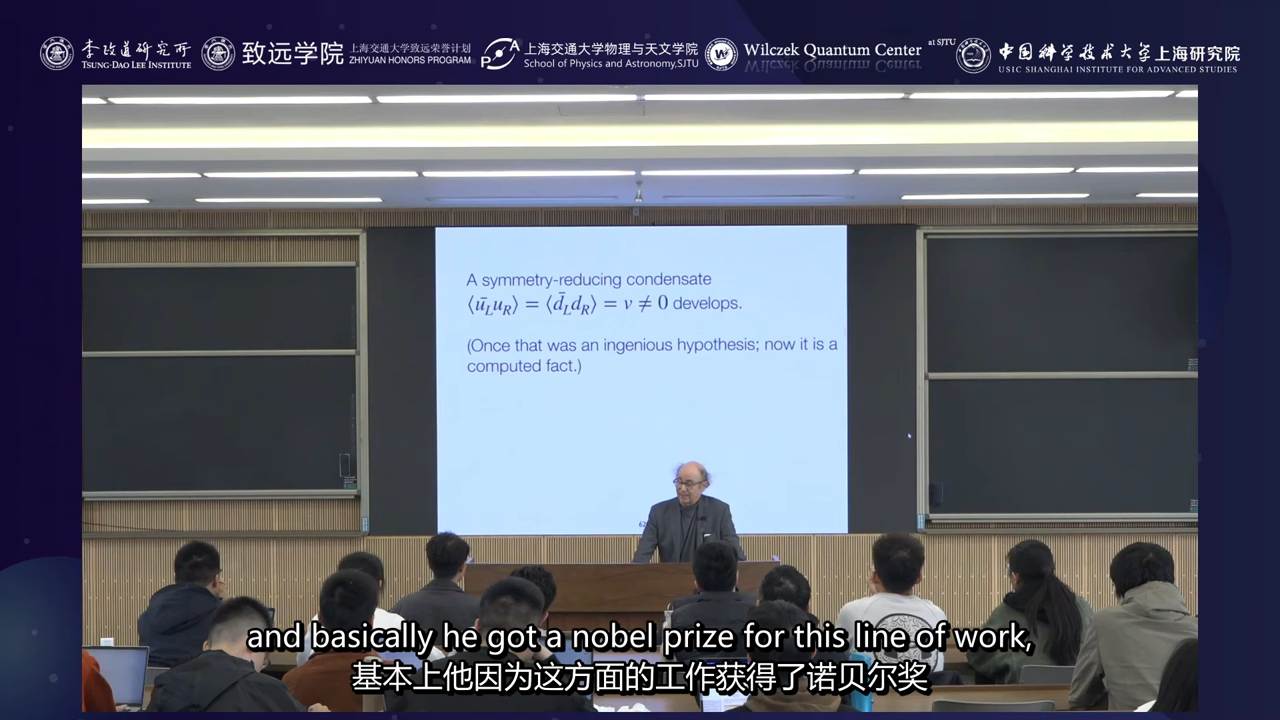 李政道研究所
TSUNG-DAO LEE INSTITUTE
致远学院
上海交通大学致远荣誉计划
ZHIYUAN HONORS PROGRAM
上海交通大学物理与天文学院
School of Physics and Astronomy,SJTU
Wilczek Quantum Center
at SJTU
中国科学技术大学上海研究院
USTC SHANGHAI INSTITUTE FOR ADVANCED STUDIES
A symmetry-reducing condensate
⟨ū_L u_R⟩ = ⟨d̄_L d_R⟩ = v ≠ 0 develops.
(Once that was an ingenious hypothesis; now it is a
computed fact.)
and basically he got a nobel prize for this line of work,
基本上他因为这方面的工作获得了诺贝尔奖